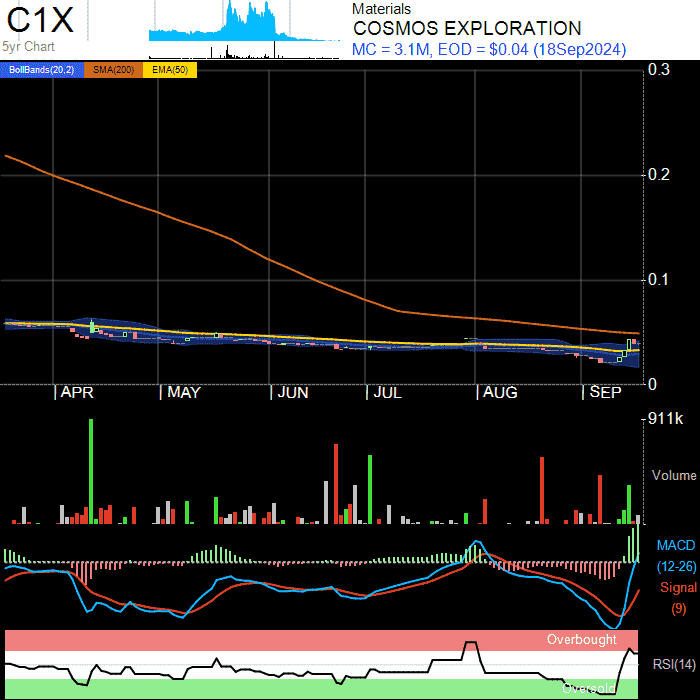 C1X
5yr Chart
Materials
COSMOS EXPLORATION
MC = 3.1M, EOD = $0.04 (18Sep2024)
BollBands(20,2) SMA(200) EMA(50)
0.3
0.2
0.1
0
APR MAY JUN JUL AUG SEP
911k
Volume
MACD
(12-26)
Signal
(9)
Overbought
RSI(14)
Oversold